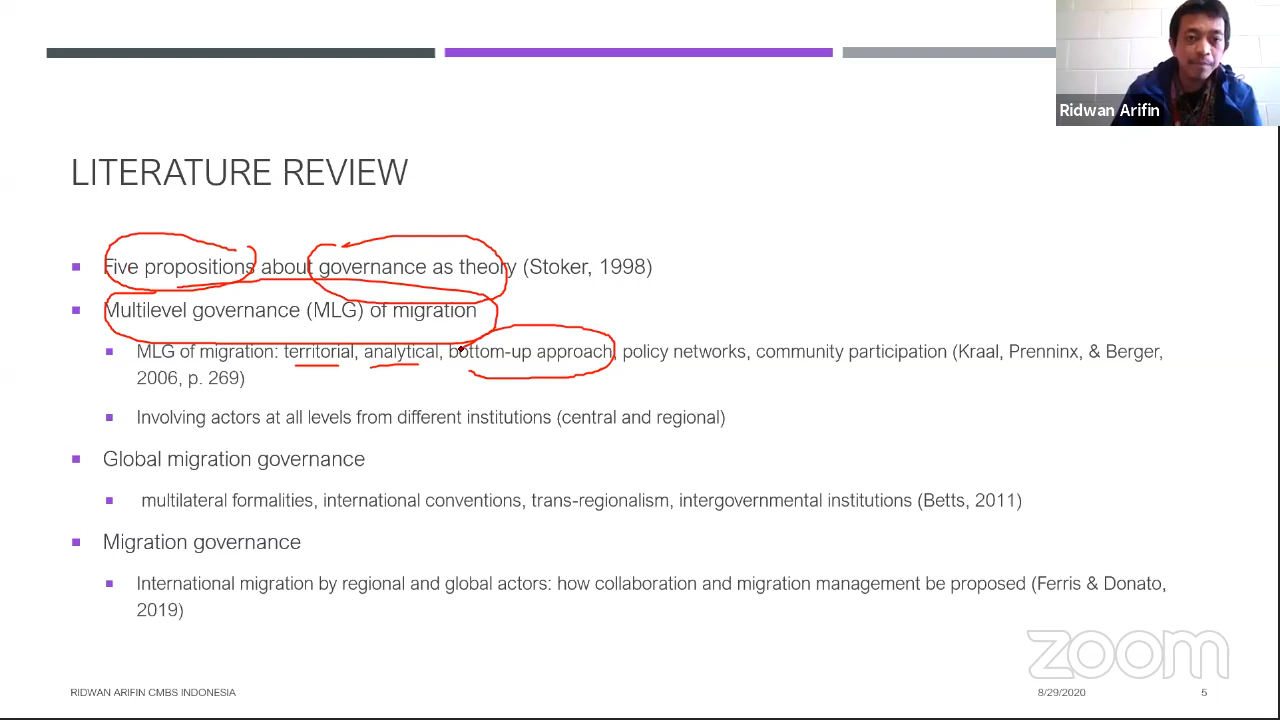 Ridwan Arifin
LITERATURE REVIEW
Five propositions about governance as theory (Stoker, 1998)
Multilevel governance (MLG) of migration
MLG of migration: territorial, analytical, bottom-up approach, policy networks, community participation (Kraal, Prenninx, & Berger,
2006, p. 269)
Involving actors at all levels from different institutions (central and regional)
Global migration governance
multilateral formalities, international conventions, trans-regionalism, intergovernmental institutions (Betts, 2011)
Migration governance
International migration by regional and global actors: how collaboration and migration management be proposed (Ferris & Donato,
2019)
zoom
RIDWAN ARIFIN CMBS INDONESIA 8/29/2020 5